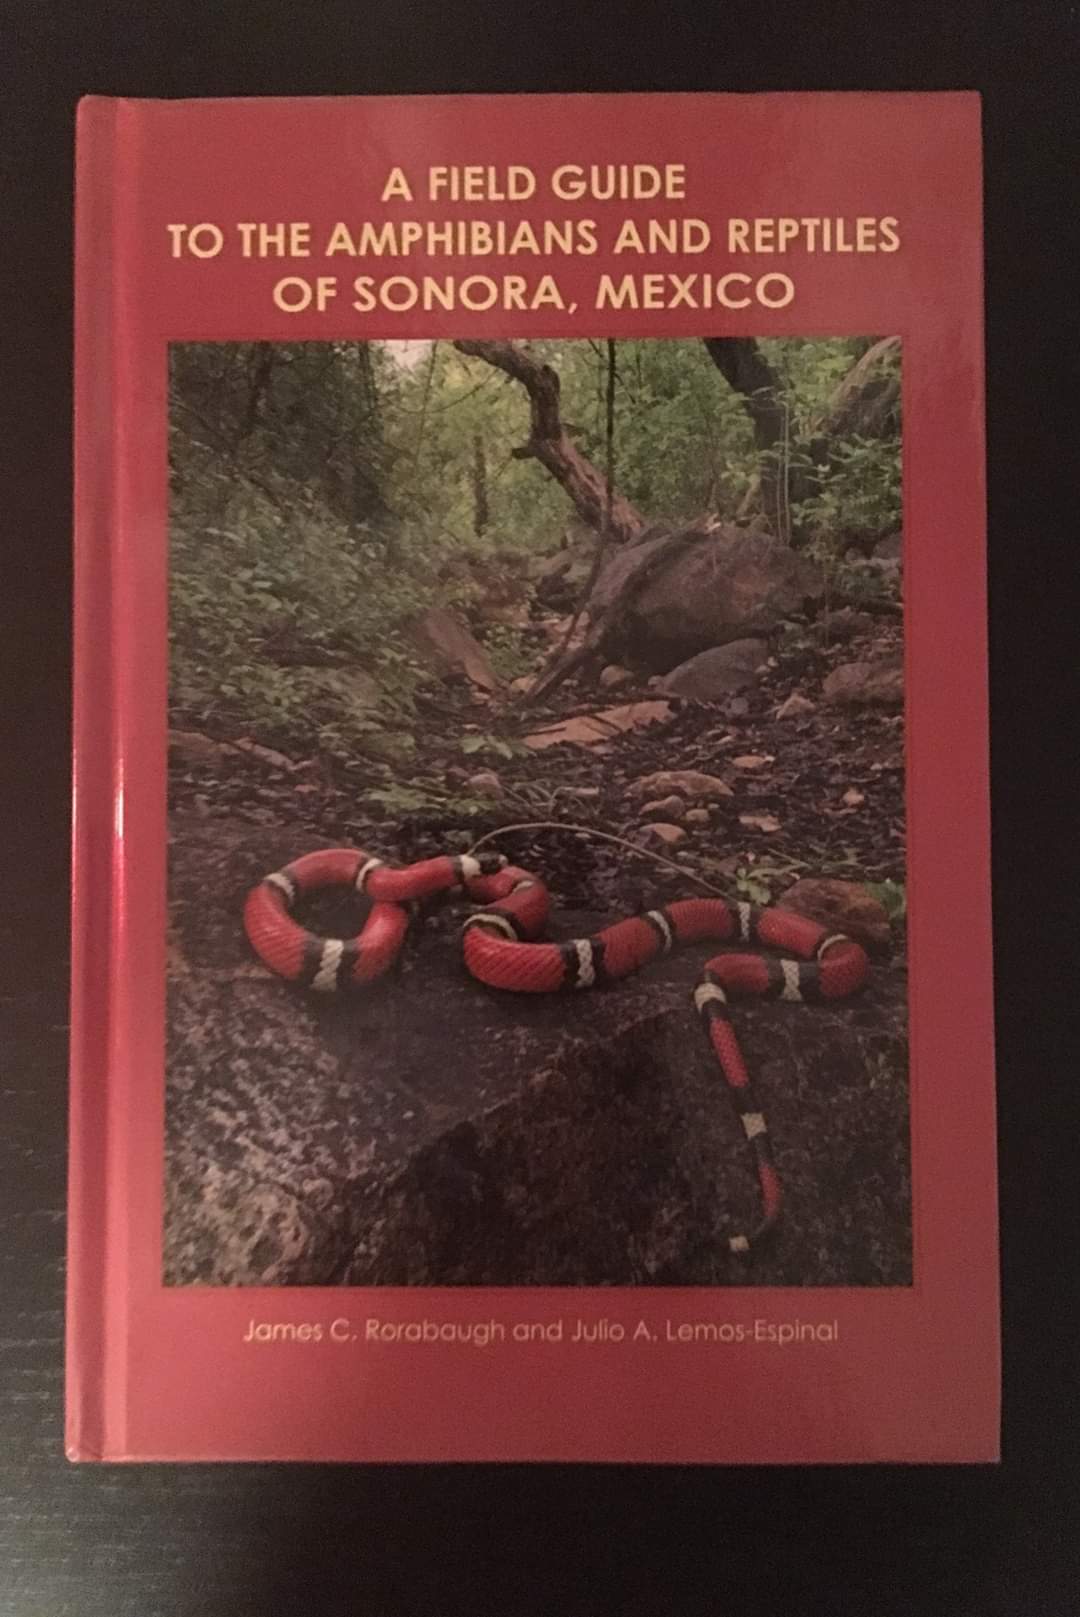 A FIELD GUIDE
TO THE AMPHIBIANS AND REPTILES
OF SONORA, MEXICO
James C. Rorabaugh and Julio A. Lemos-Espinal